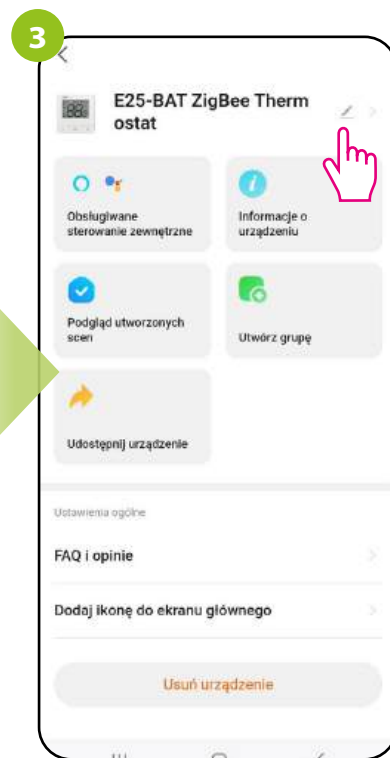 3
E25-BAT ZigBee Therm
ostat
Obsługiwane
sterowanie zewnętrzne
Informacje o
urządzeniu
Podgląd utworzonych
scen
Utwórz grupę
Udostępnij urządzenie
Ustawienia ogólne
FAQ i opinie
Dodaj ikonę do ekranu głównego
Usuń urządzenie